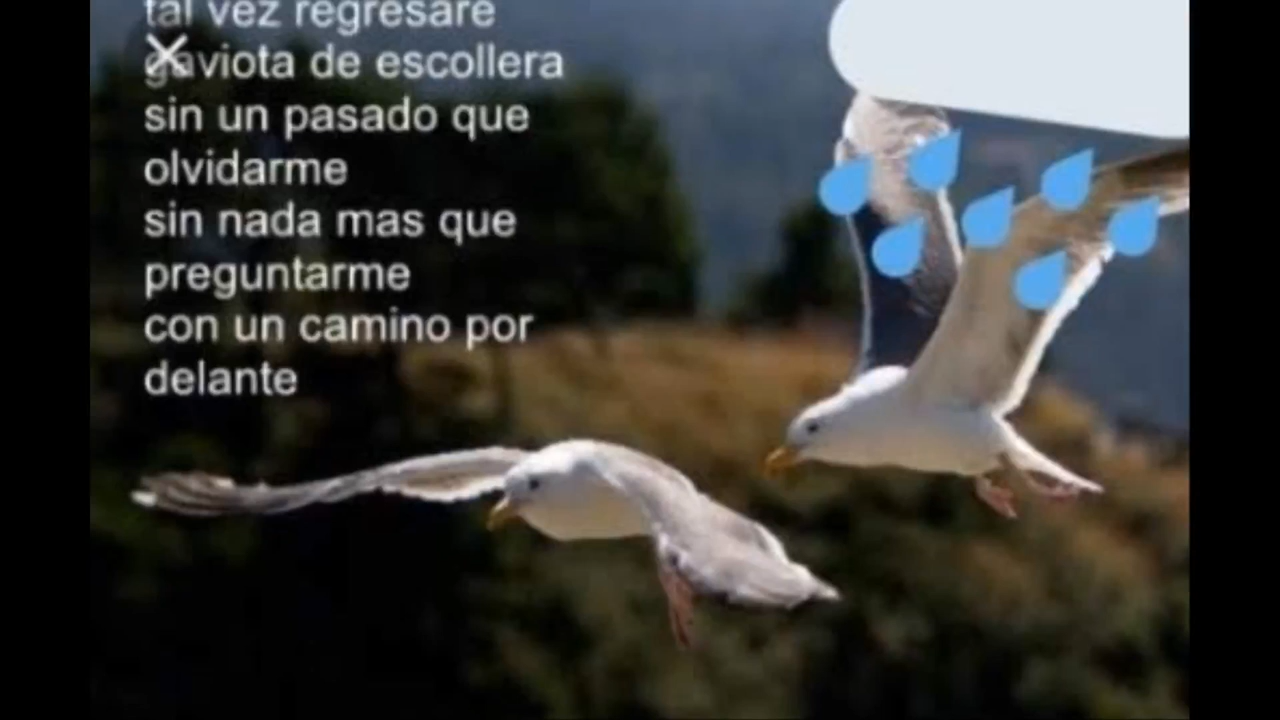 tal vez regresare
gaviota de escollera
sin un pasado que
olvidarme
sin nada mas que
preguntarme
con un camino por
delante